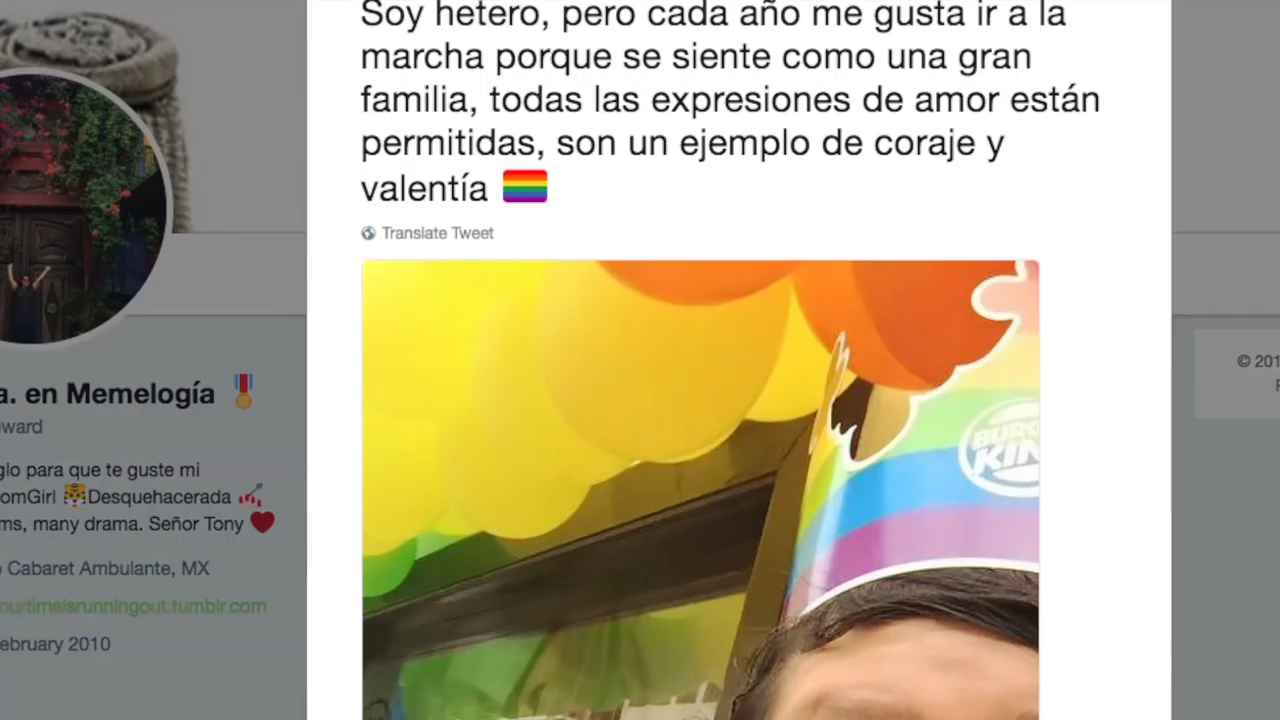 Soy hetero, pero cada año me gusta ir a la
marcha porque se siente como una gran
familia, todas las expresiones de amor están
permitidas, son un ejemplo de coraje y
valentía
Translate Tweet
KIN
a. en Memelogía
ward
glo para que te guste mi
omGirl Desquehacerada
ms, many drama. Señor Tony
Cabaret Ambulante, MX
ourtimeisrunningout.tumblr.com
ebruary 2010
© 201